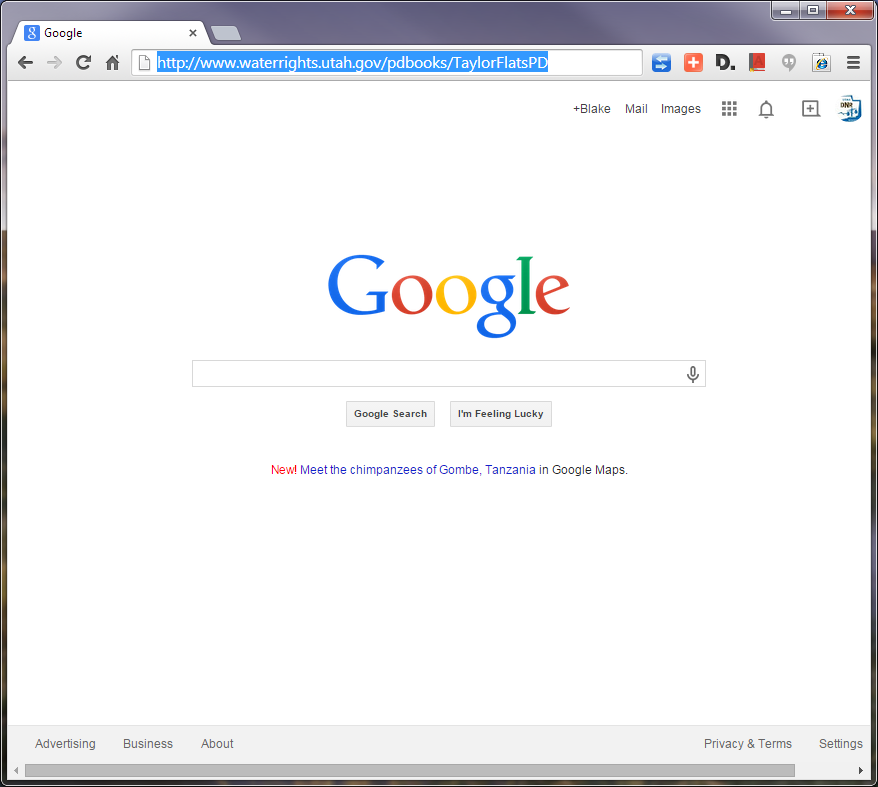 Google
http://www.waterrights.utah.gov/pdbooks/TaylorFlatsPD
D.
+Blake Mail Images
DNR
Google
Google Search I'm Feeling Lucky
New! Meet the chimpanzees of Gombe, Tanzania in Google Maps.
Advertising Business About Privacy & Terms Settings